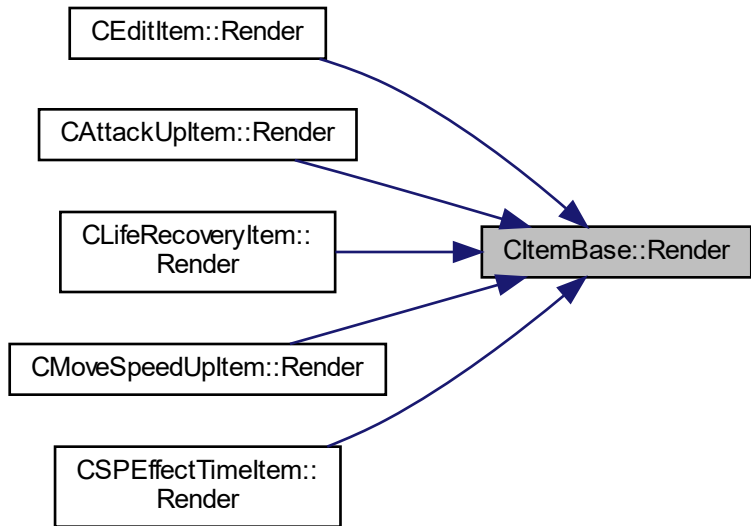 CEditItem::Render
CAttackUpItem::Render
CLifeRecoveryItem::
Render
CItemBase::Render
CMoveSpeedUpItem::Render
CSPEffectTimeItem::
Render